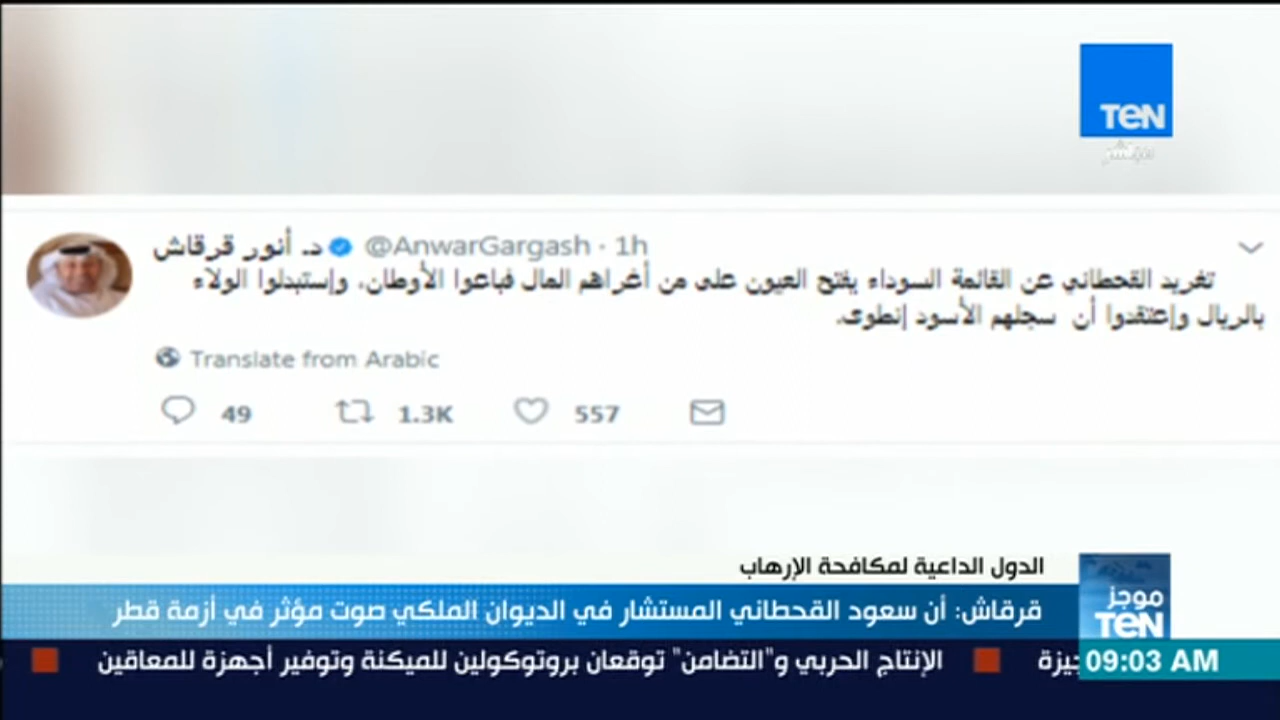 TEN
مباشر
د. أنور قرقاش @AnwarGargash · 1h
تغريد القحطاني عن القائمة السوداء يفتح العيون على من أغراهم المال فباعوا الأوطان، وإستبدلوا الولاء
بالريال وإعتقدوا أن سجلهم الأسود إنطوى.
Translate from Arabic
49 1.3K 557
الدول الداعية لمكافحة الإرهاب
قرقاش: أن سعود القحطاني المستشار في الديوان الملكي صوت مؤثر في أزمة قطر
موجز
TEN
الإنتاج الحربي و"التضامن" توقعان بروتوكولين للميكنة وتوفير أجهزة للمعاقين
09:03 AM